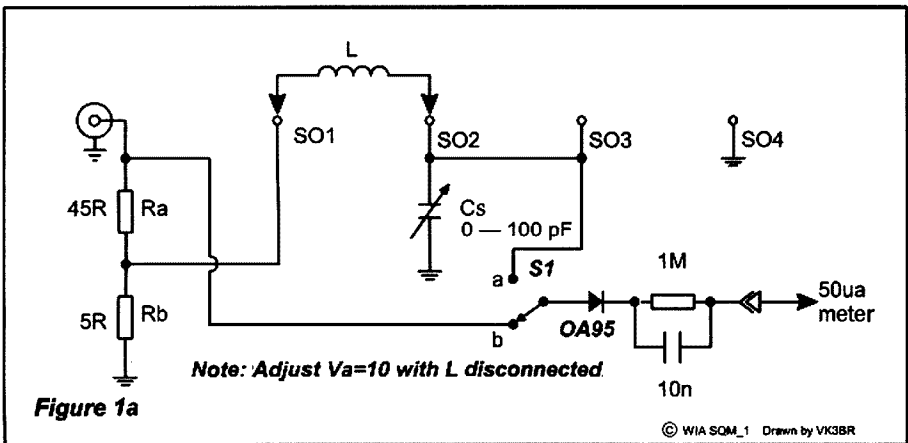 L
SO1
SO2
SO3
SO4
45R Ra
Cs
0 — 100 pF
a S1
1M
5R Rb
50ua
meter
b
OA95
Note: Adjust Va=10 with L disconnected
10n
Figure 1a
© WIA SQM_1 Drawn by VK3BR